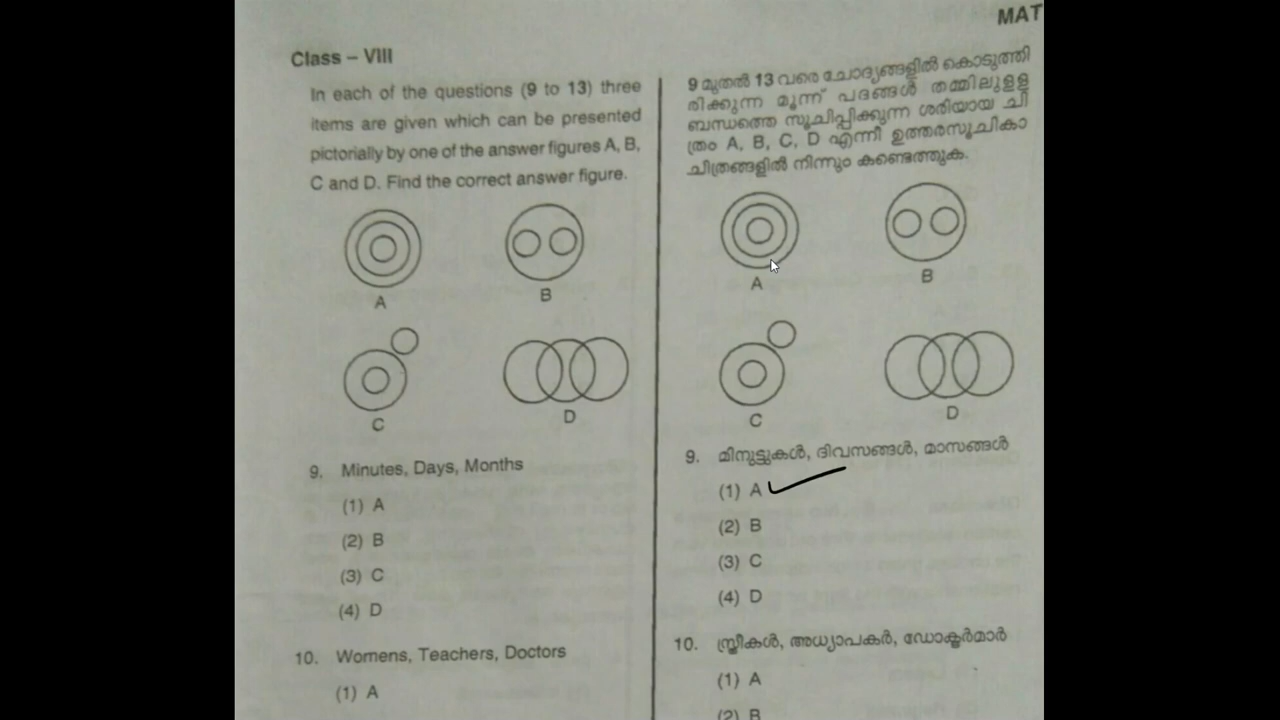 MAT
Class – VIII
In each of the questions (9 to 13) three
items are given which can be presented
pictorially by one of the answer figures A, B,
C and D. Find the correct answer figure.
A
B
C
D
9. Minutes, Days, Months
(1) A
(2) B
(3) C
(4) D
10. Womens, Teachers, Doctors
(1) A
9 മുതൽ 13 വരെ ചോദ്യങ്ങളിൽ കൊടുത്തി
രിക്കുന്ന മൂന്ന് പദങ്ങൾ തമ്മിലുളള
ബന്ധത്തെ സൂചിപ്പിക്കുന്ന ശരിയായ ചി
ത്രം A, B, C, D എന്നീ ഉത്തരസൂചികാ
ചിത്രങ്ങളിൽ നിന്നും കണ്ടെത്തുക.
A
B
C
D
9. മിനുട്ടുകൾ, ദിവസങ്ങൾ, മാസങ്ങൾ
(1) A
(2) B
(3) C
(4) D
10. സ്ത്രീകൾ, അധ്യാപകർ, ഡോക്ടർമാർ
(1) A
(2) B